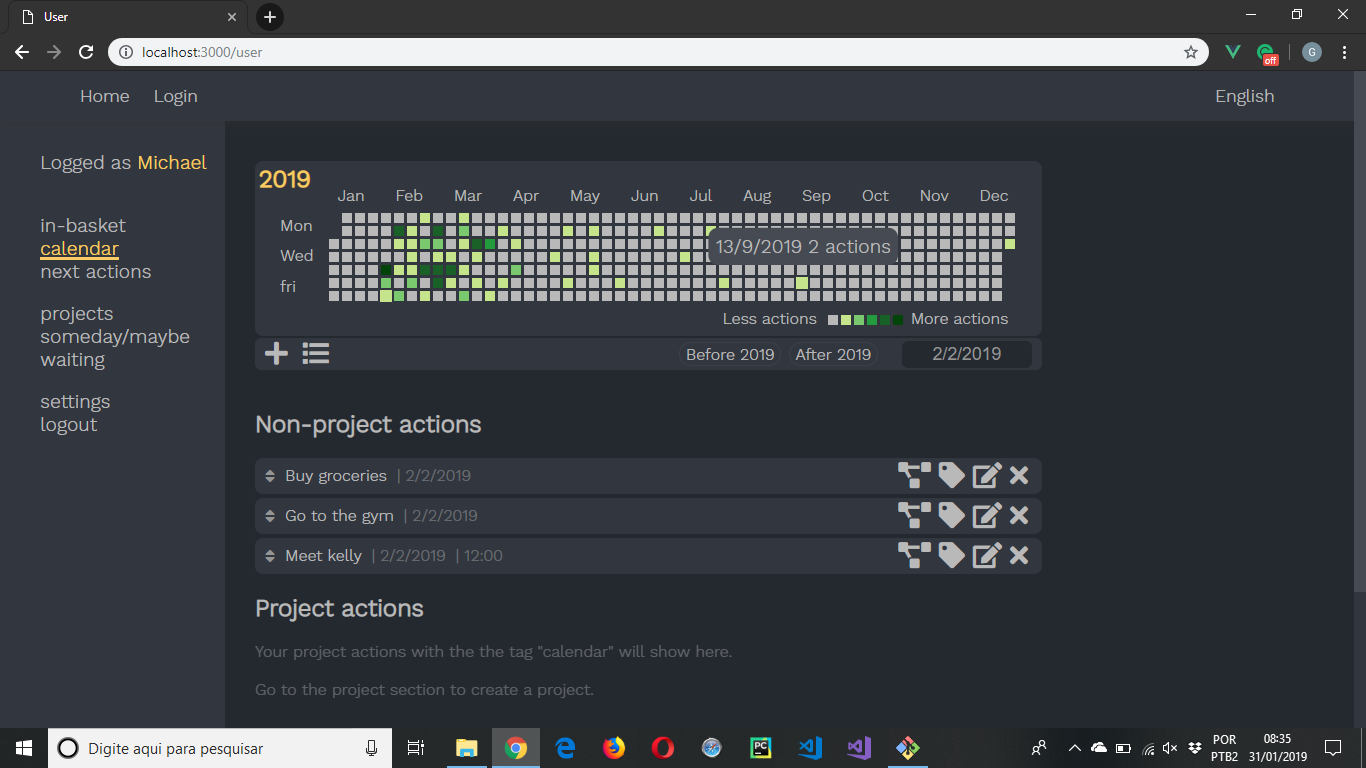 User
localhost:3000/user
off
G
Home Login English
Logged as Michael
in-basket
calendar
next actions
projects
someday/maybe
waiting
settings
logout
2019
Jan Feb Mar Apr May Jun Jul Aug Sep Oct Nov Dec
Mon
Wed
fri
13/9/2019 2 actions
Less actions More actions
Before 2019 After 2019 2/2/2019
Non-project actions
Buy groceries | 2/2/2019
Go to the gym | 2/2/2019
Meet kelly | 2/2/2019 | 12:00
Project actions
Your project actions with the the tag "calendar" will show here.
Go to the project section to create a project.
Digite aqui para pesquisar
PC
POR
PTB2
08:35
31/01/2019